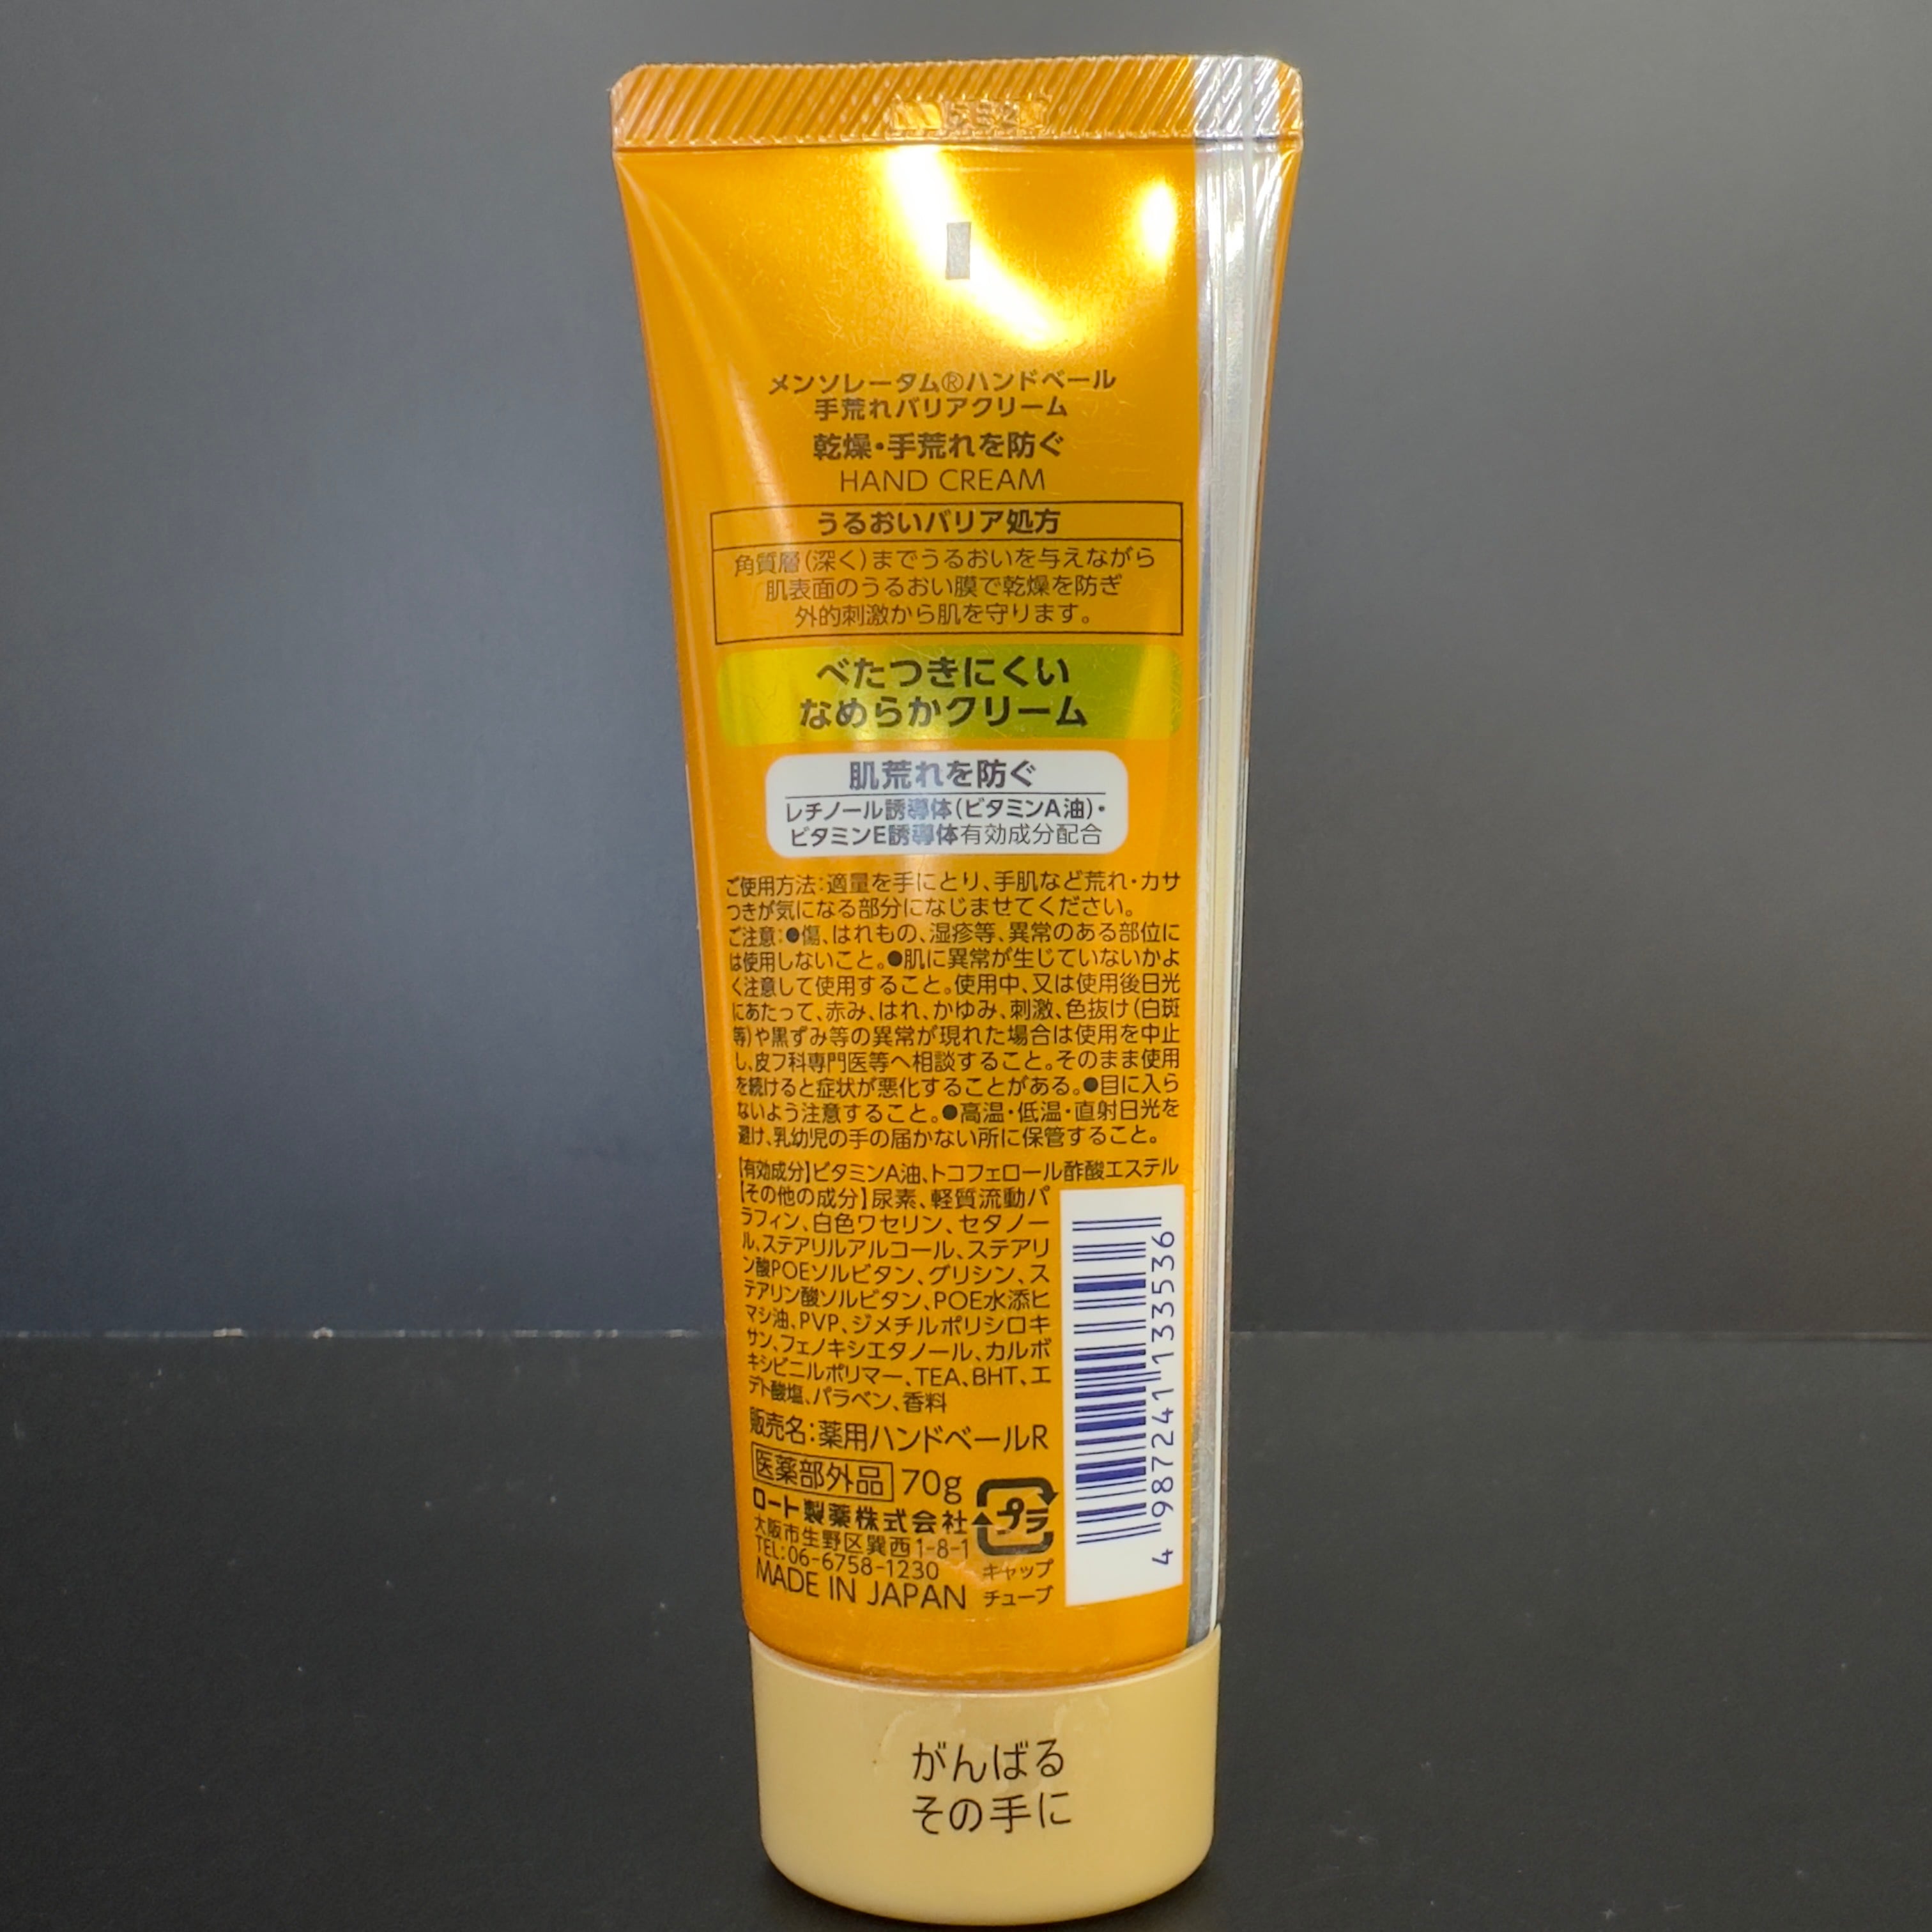 メンソレータム®ハンドベール
手荒れバリアクリーム
乾燥・手荒れを防ぐ
HAND CREAM
うるおいバリア処方
角質層(深く)までうるおいを与えながら
肌表面のうるおい膜で乾燥を防ぎ
外的刺激から肌を守ります。
べたつきにくい
なめらかクリーム
肌荒れを防ぐ
レチノール誘導体(ビタミンA油)・
ビタミンE誘導体有効成分配合
ご使用方法:適量を手にとり、手肌など荒れ・カサ
つきが気になる部分になじませてください。
ご注意:●傷、はれもの、湿疹等、異常のある部位に
は使用しないこと。●肌に異常が生じていないかよ
く注意して使用すること。使用中、又は使用後日光
にあたって、赤み、はれ、かゆみ、刺激、色抜け(白斑
等)や黒ずみ等の異常が現れた場合は使用を中止
し、皮フ科専門医等へ相談すること。そのまま使用
を続けると症状が悪化することがある。●目に入ら
ないよう注意すること。●高温・低温・直射日光を
避け、乳幼児の手の届かない所に保管すること。
【有効成分】ビタミンA油、トコフェロール酢酸エステル
【その他の成分】尿素、軽質流動パ
ラフィン、白色ワセリン、セタノー
ル、ステアリルアルコール、ステアリ
ン酸POEソルビタン、グリシン、ス
テアリン酸ソルビタン、POE水添ヒ
マシ油、PVP、ジメチルポリシロキ
サン、フェノキシエタノール、カルボ
キシビニルポリマー、TEA、BHT、エ
デト酸塩、パラベン、香料
販売名:薬用ハンドベールR
医薬部外品 70g
ロート製薬株式会社
大阪市生野区巽西1-8-1
TEL:06-6758-1230
MADE IN JAPAN
プラ
キャップ
チューブ
4 987241 133536
がんばる
その手に